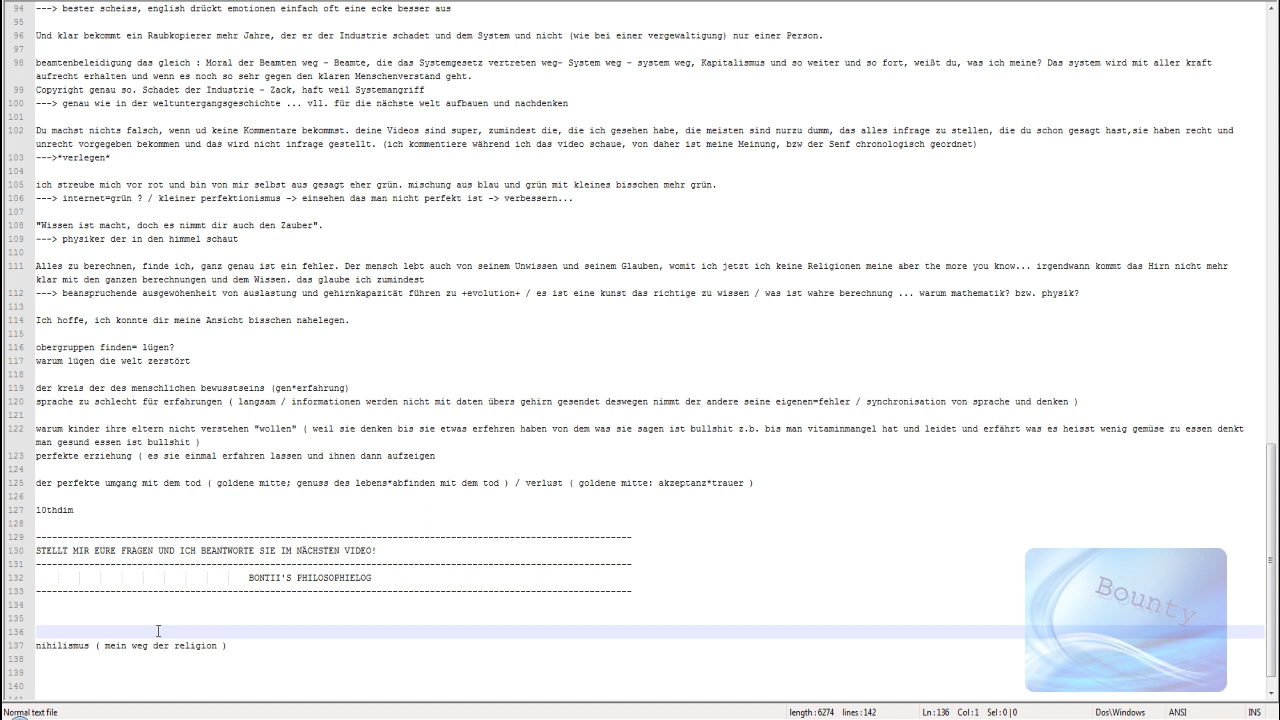 94 ---> bester scheiss, english drückt emotionen einfach oft eine ecke besser aus
95
96 Und klar bekommt ein Raubkopierer mehr Jahre, der er der Industrie schadet und dem System und nicht (wie bei einer vergewaltigung) nur einer Person.
97
98 beamtenbeleidigung das gleich : Moral der Beamten weg - Beamte, die das Systemgesetz vertreten weg- System weg - system weg, Kapitalismus und so weiter und so fort, weißt du, was ich meine? Das system wird mit aller kraft
aufrecht erhalten und wenn es noch so sehr gegen den klaren Menschenverstand geht.
99 Copyright genau so. Schadet der Industrie - Zack, haft weil Systemangriff
100 ---> genau wie in der weltuntergangsgeschichte ... vll. für die nächste welt aufbauen und nachdenken
101
102 Du machst nichts falsch, wenn ud keine Kommentare bekommst. deine Videos sind super, zumindest die, die ich gesehen habe, die meisten sind nurzu dumm, das alles infrage zu stellen, die du schon gesagt hast,sie haben recht und
unrecht vorgegeben bekommen und das wird nicht infrage gestellt. (ich kommentiere während ich das video schaue, von daher ist meine Meinung, bzw der Senf chronologisch geordnet)
103 --->*verlegen*
104
105 ich streube mich vor rot und bin von mir selbst aus gesagt eher grün. mischung aus blau und grün mit kleines bisschen mehr grün.
106 ---> internet=grün ? / kleiner perfektionismus -> einsehen das man nicht perfekt ist -> verbessern...
107
108 "Wissen ist macht, doch es nimmt dir auch den Zauber".
109 ---> physiker der in den himmel schaut
110
111 Alles zu berechnen, finde ich, ganz genau ist ein fehler. Der mensch lebt auch von seinem Unwissen und seinem Glauben, womit ich jetzt ich keine Religionen meine aber the more you know... irgendwann kommt das Hirn nicht mehr
klar mit den ganzen berechnungen und dem Wissen. das glaube ich zumindest
112 ---> beanspruchende ausgewohenheit von auslastung und gehirnkapazität führen zu +evolution+ / es ist eine kunst das richtige zu wissen / was ist wahre berechnung ... warum mathematik? bzw. physik?
113
114 Ich hoffe, ich konnte dir meine Ansicht bisschen nahelegen.
115
116 obergruppen finden= lügen?
117 warum lügen die welt zerstört
118
119 der kreis der des menschlichen bewusstseins (gen*erfahrung)
120 sprache zu schlecht für erfahrungen ( langsam / informationen werden nicht mit daten übers gehirn gesendet deswegen nimmt der andere seine eigenen=fehler / synchronisation von sprache und denken )
121
122 warum kinder ihre eltern nicht verstehen "wollen" ( weil sie denken bis sie etwas erfehren haben von dem was sie sagen ist bullshit z.b. bis man vitaminmangel hat und leidet und erfährt was es heisst wenig gemüse zu essen denkt
man gesund essen ist bullshit )
123 perfekte erziehung ( es sie einmal erfahren lassen und ihnen dann aufzeigen
124
125 der perfekte umgang mit dem tod ( goldene mitte; genuss des lebens*abfinden mit dem tod ) / verlust ( goldene mitte: akzeptanz*trauer )
126
127 10thdim
128
129 ----------------------------------------------------------------------------------------------------------------
130 STELLT MIR EURE FRAGEN UND ICH BEANTWORTE SIE IM NÄCHSTEN VIDEO!
131 ----------------------------------------------------------------------------------------------------------------
132 BONTII'S PHILOSOPHIELOG
133 ----------------------------------------------------------------------------------------------------------------
134
135
136
137 nihilismus ( mein weg der religion )
138
139
140
Bounty
Normal text file length:6274 lines:142 Ln:136 Col:1 Sel:0|0 Dos\Windows ANSI INS